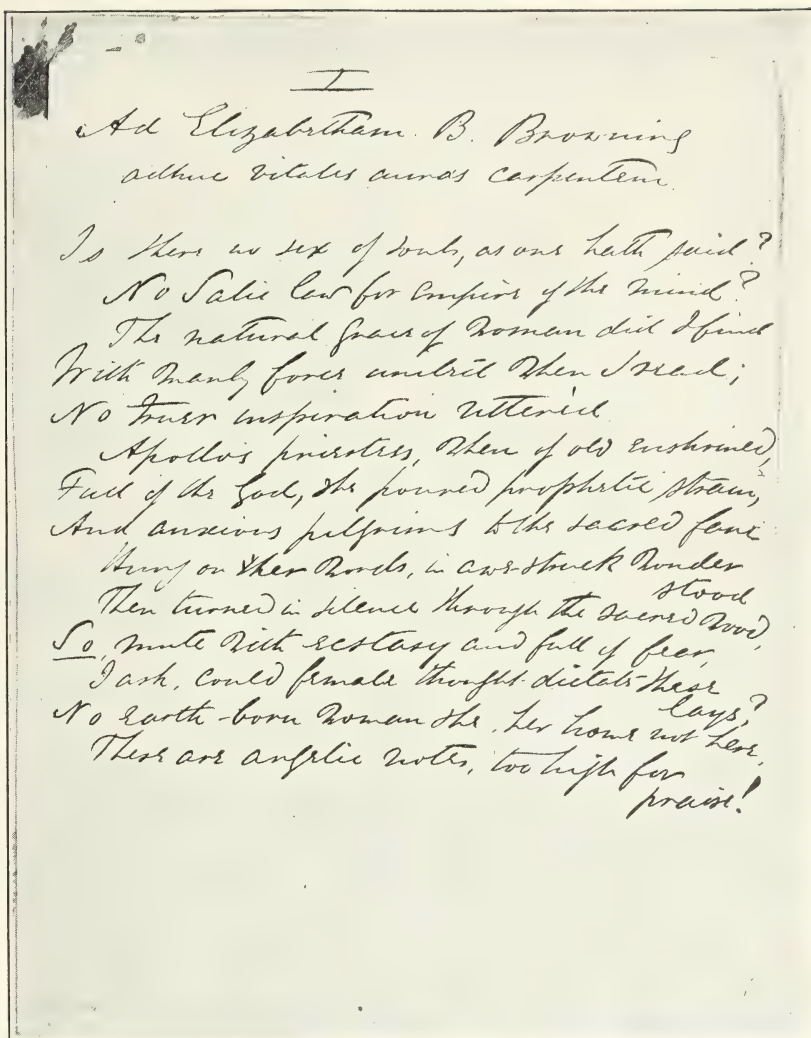 I
Ad Elizabetham B. Browning
adhuc vitales auras carpentem.
Is there no sex of souls, as one hath said?
No Salic law for empire of the mind?
The natural grace of woman did I find
With manly force united when I read;
No truer inspiration uttered
Apollo's priestess, when of old enshrined,
Full of the God, she poured prophetic strain,
And anxious pilgrims to the sacred fane
Hung on her words, in awe-struck wonder
stood
Then turned in silence through the sacred wood,
So, mute with ecstasy and full of fear,
I ask, could female thought dictate these
lays?
No earth-born woman she, her home not here,
There are angelic notes, too high for
praise!